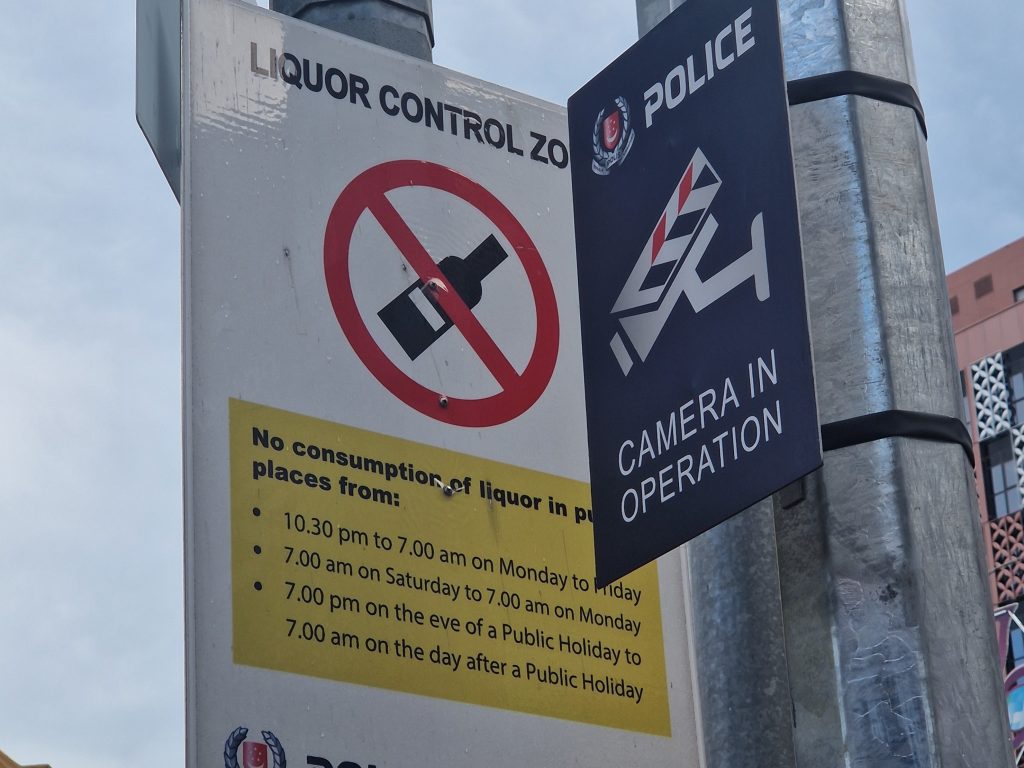 LIQUOR CONTROL ZO
No consumption of liquor in pu
places from:
• 10.30 pm to 7.00 am on Monday to Friday
• 7.00 am on Saturday to 7.00 am on Monday
• 7.00 pm on the eve of a Public Holiday to
7.00 am on the day after a Public Holiday
POLICE
CAMERA IN
OPERATION